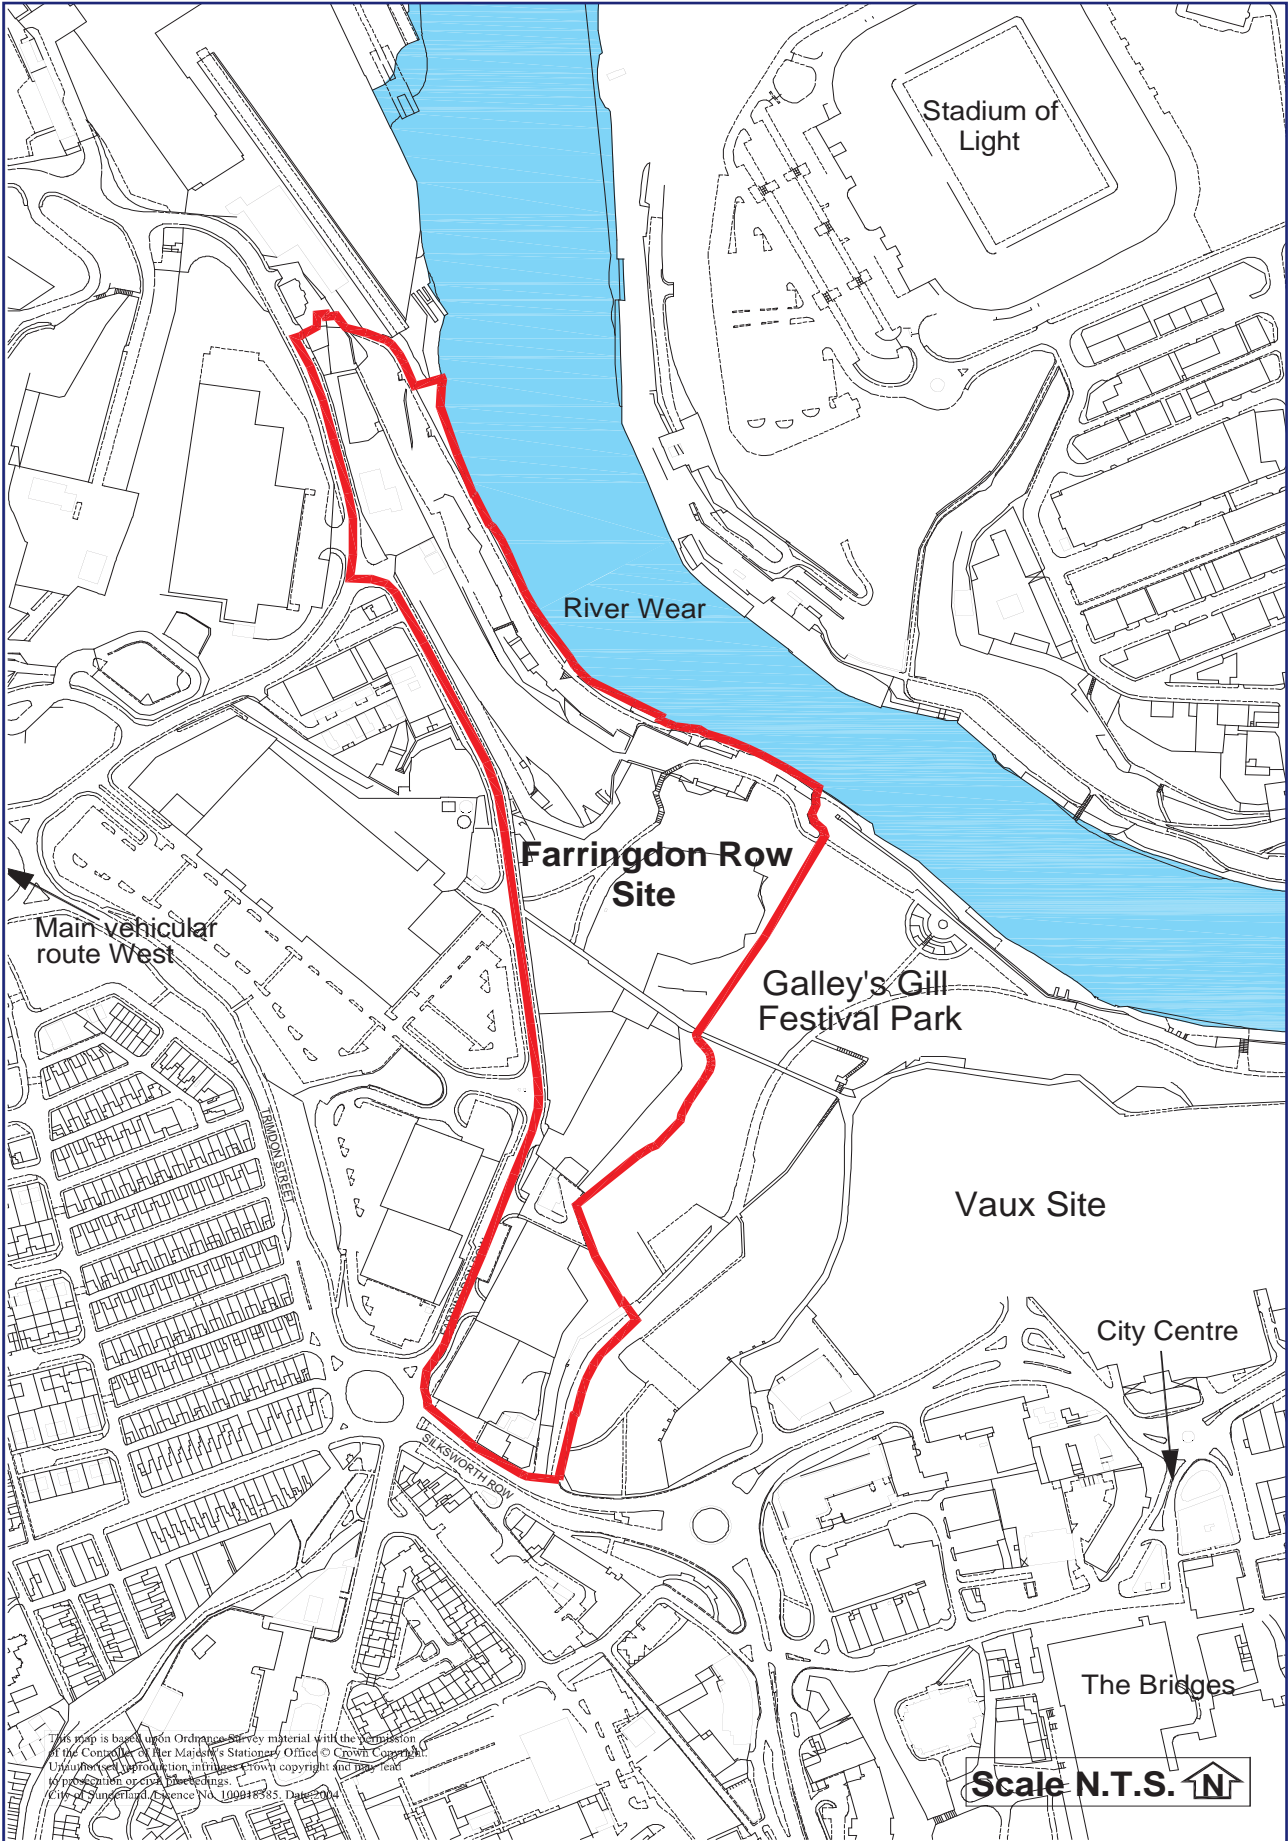 Stadium of
Light
River Wear
Farringdon Row
Site
Main vehicular
route West
Galley's Gill
Festival Park
TRIMDON STREET
Vaux Site
FARRINGDON ROW
City Centre
SILKSWORTH ROW
The Bridges
This map is based upon Ordnance Survey material with the permission
of the Controller of Her Majesty's Stationery Office © Crown Copyright.
Unauthorised reproduction infringes Crown copyright and may lead
to prosecution or civil proceedings.
City of Sunderland. Licence No. 100018385. Date 2004
Scale N.T.S. N